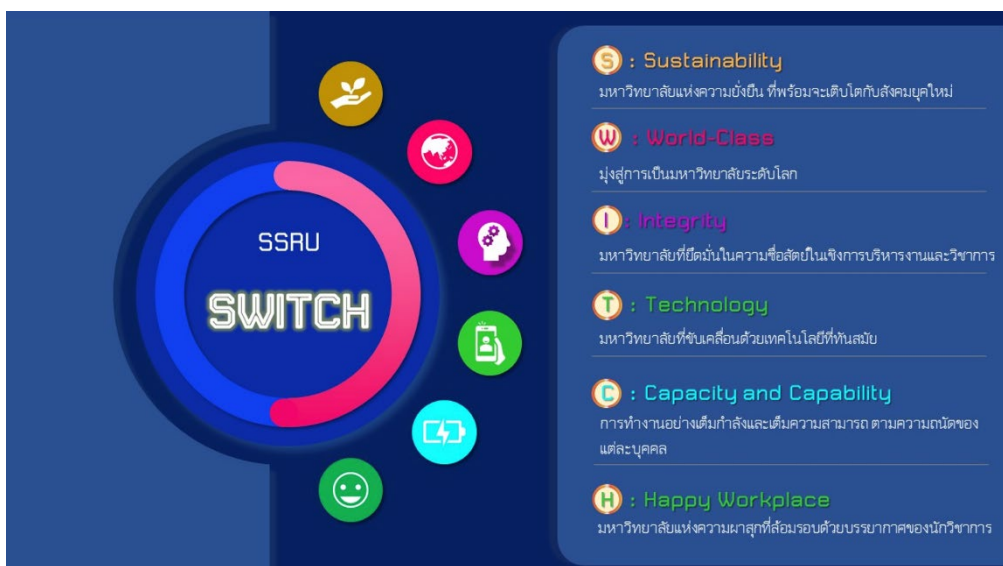 SSRU
SWITCH
S : Sustainability
มหาวิทยาลัยแห่งความยั่งยืน ที่พร้อมจะเติบโตกับสังคมยุคใหม่
W : World-Class
มุ่งสู่การเป็นมหาวิทยาลัยระดับโลก
I : Integrity
มหาวิทยาลัยที่ยึดมั่นในความซื่อสัตย์ในเชิงการบริหารงานและวิชาการ
T : Technology
มหาวิทยาลัยที่ขับเคลื่อนด้วยเทคโนโลยีที่ทันสมัย
C : Capacity and Capability
การทำงานอย่างเต็มกำลังและเต็มความสามารถ ตามความถนัดของ
แต่ละบุคคล
H : Happy Workplace
มหาวิทยาลัยแห่งความผาสุกที่ล้อมรอบด้วยบรรยากาศของนักวิชาการ